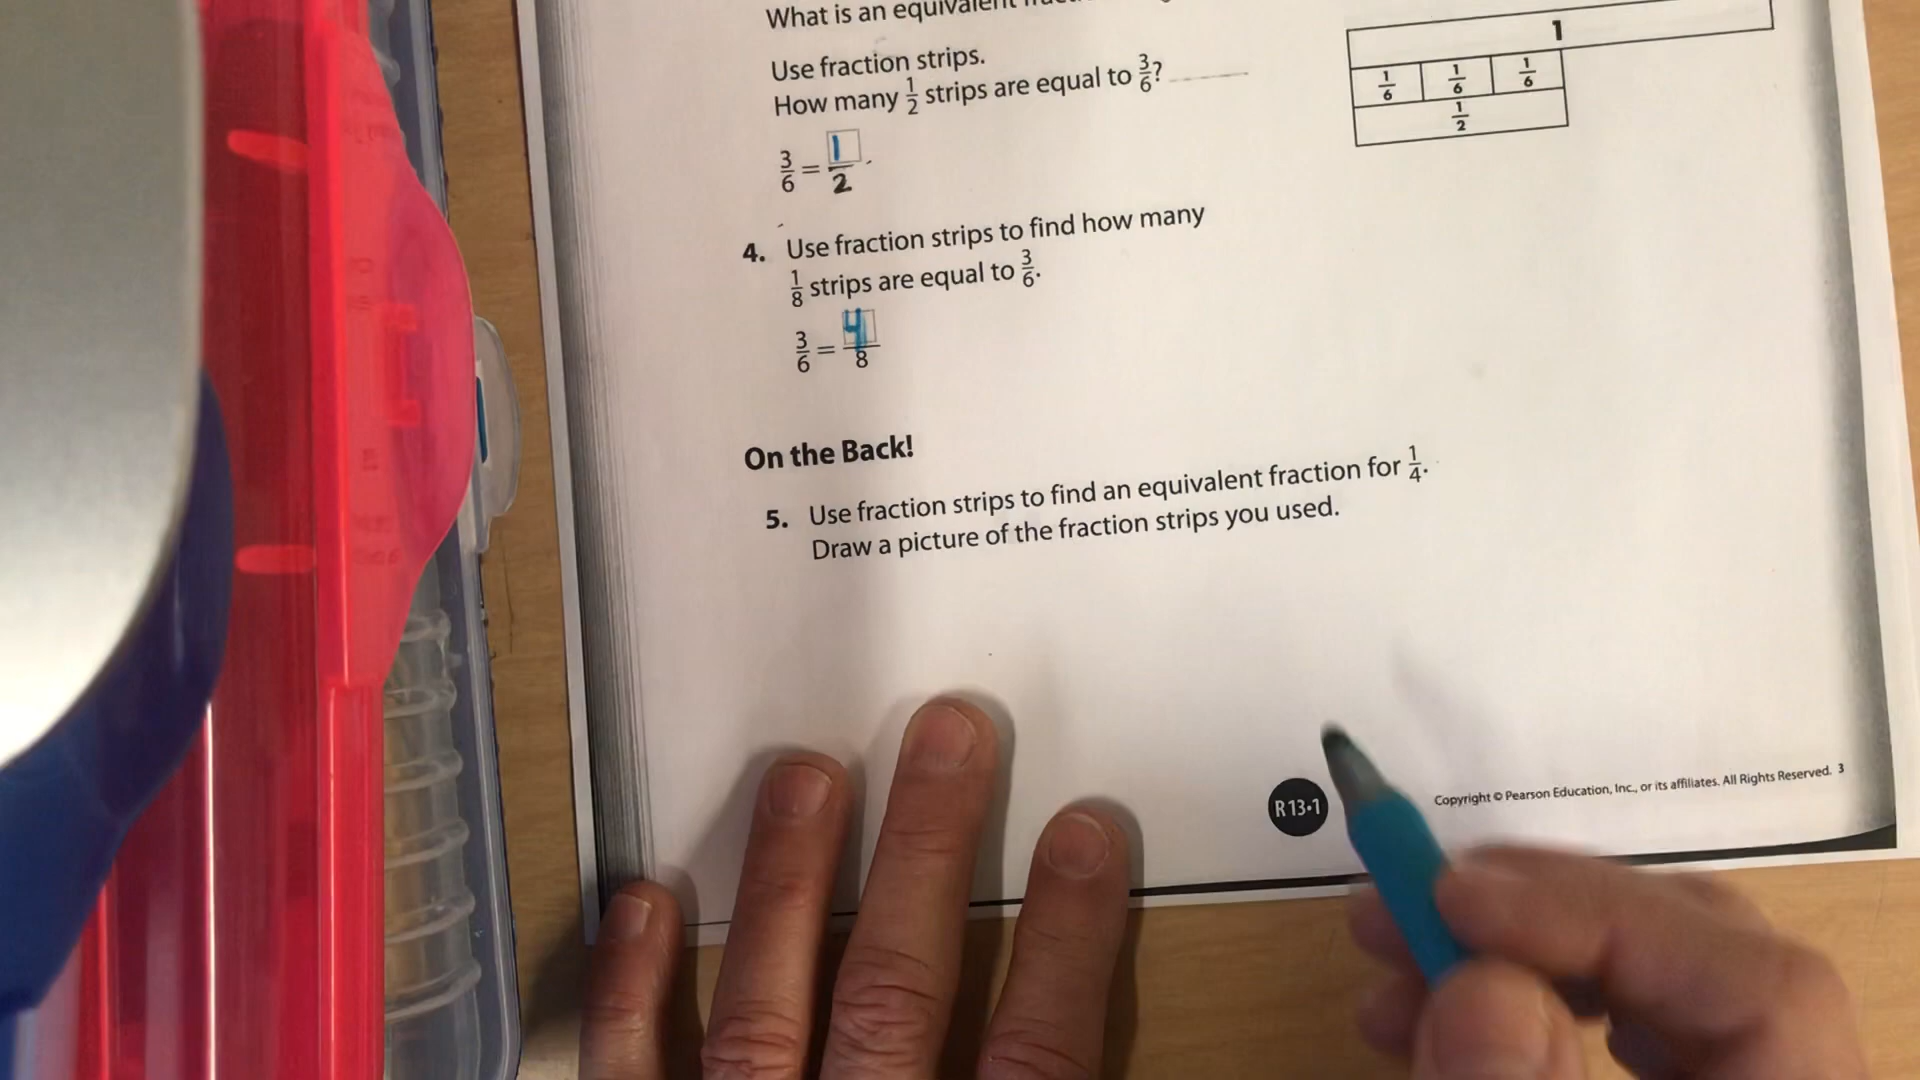 What is an equivalent
1
Use fraction strips.
How many 1/2 strips are equal to 3/6?
1/6 1/6 1/6
1/2
3/6 = 1/2
4. Use fraction strips to find how many
1/8 strips are equal to 3/6.
3/6 = 4/8
On the Back!
5. Use fraction strips to find an equivalent fraction for 1/4.
Draw a picture of the fraction strips you used.
R 13•1
Copyright © Pearson Education, Inc., or its affiliates. All Rights Reserved. 3